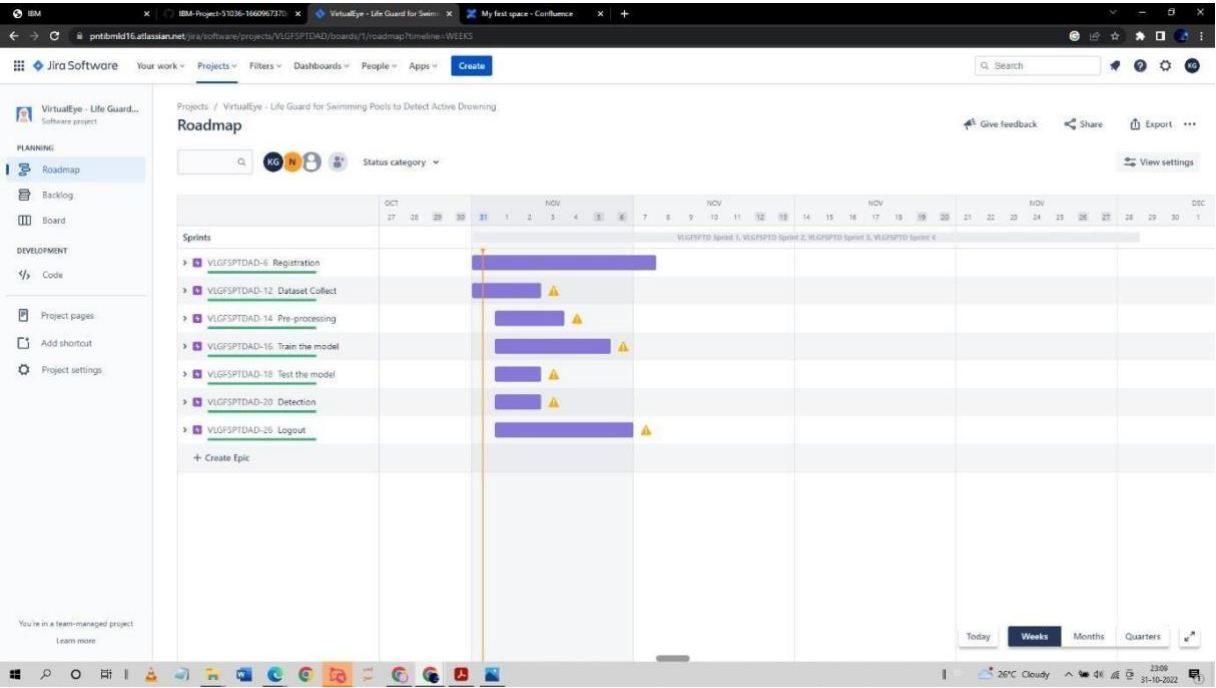 IBM
IBM-Project-51036-1660967370
VirtualEye - Life Guard for Swimm
My first space - Confluence
pntibmld16.atlassian.net/jira/software/projects/VLGFSPTDAD/boards/1/roadmap?timeline=WEEKS
Jira Software Your work Projects Filters Dashboards People Apps Create Search KG
VirtualEye - Life Guard...
Software project
PLANNING
Roadmap
Backlog
Board
DEVELOPMENT
Code
Project pages
Add shortcut
Project settings
You're in a team-managed project
Learn more
Projects / VirtualEye - Life Guard for Swimming Pools to Detect Active Drowning
Roadmap
Give feedback Share Export
KG N Status category View settings
OCT NOV NOV NOV NOV DEC
27 28 29 30 31 1 2 3 4 5 6 7 8 9 10 11 12 13 14 15 16 17 18 19 20 21 22 23 24 25 26 27 28 29 30 1
Sprints VLGFSPTD Sprint 1, VLGFSPTD Sprint 2, VLGFSPTD Sprint 3, VLGFSPTD Sprint 4
VLGFSPTDAD-6 Registration
VLGFSPTDAD-12 Dataset Collect
VLGFSPTDAD-14 Pre-processing
VLGFSPTDAD-16 Train the model
VLGFSPTDAD-18 Test the model
VLGFSPTDAD-20 Detection
VLGFSPTDAD-26 Logout
+ Create Epic
Today Weeks Months Quarters
26°C Cloudy
23:09
31-10-2022